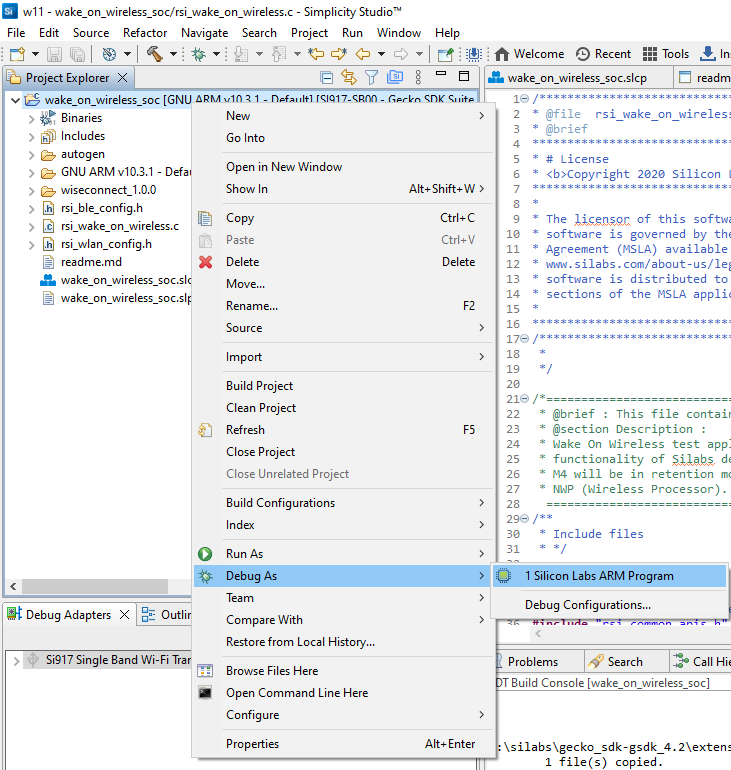 w11 - wake_on_wireless_soc/rsi_wake_on_wireless.c - Simplicity Studio™
File Edit Source Refactor Navigate Search Project Run Window Help
Welcome Recent Tools In
Project Explorer
wake_on_wireless_soc [GNU ARM v10.3.1 - Default] [SI917-SB00 - Gecko SDK Suite
Binaries
Includes
autogen
GNU ARM v10.3.1 - Defau
wiseconnect_1.0.0
rsi_ble_config.h
rsi_wake_on_wireless.c
rsi_wlan_config.h
readme.md
wake_on_wireless_soc.slc
wake_on_wireless_soc.slp
New
Go Into
Open in New Window
Show In Alt+Shift+W
Copy Ctrl+C
Paste Ctrl+V
Delete Delete
Move...
Rename... F2
Source
Import
Build Project
Clean Project
Refresh F5
Close Project
Close Unrelated Project
Build Configurations
Index
Run As
Debug As
Team
Compare With
Restore from Local History...
Browse Files Here
Open Command Line Here
Configure
Properties Alt+Enter
1 Silicon Labs ARM Program
Debug Configurations...
wake_on_wireless_soc.slcp readm
1 /****************************
2 * @file rsi_wake_on_wireless
3 * @brief
4 *****************************
5 * # License
6 * <b>Copyright 2020 Silicon L
7 *****************************
8 *
9 * The licensor of this softwa
10 * software is governed by the
11 * Agreement (MSLA) available
12 * www.silabs.com/about-us/leg
13 * software is distributed to
14 * sections of the MSLA applic
15 *
16 *****************************
17 /****************************
18 *
19 */
20
21 /*============================
22 * @brief : This file contain
23 * @section Description :
24 * Wake On Wireless test appl
25 * functionality of Silabs de
26 * M4 will be in retention mo
27 * NWP (Wireless Processor).
28 ============================
29 /**
30 * Include files
31 * */
36 #include "rsi_common_apis.h"
Debug Adapters Outlin
Si917 Single Band Wi-Fi Tran
Problems Search Call Hie
DT Build Console [wake_on_wireless_soc]
:\silabs\gecko_sdk-gsdk_4.2\extens
1 file(s) copied.